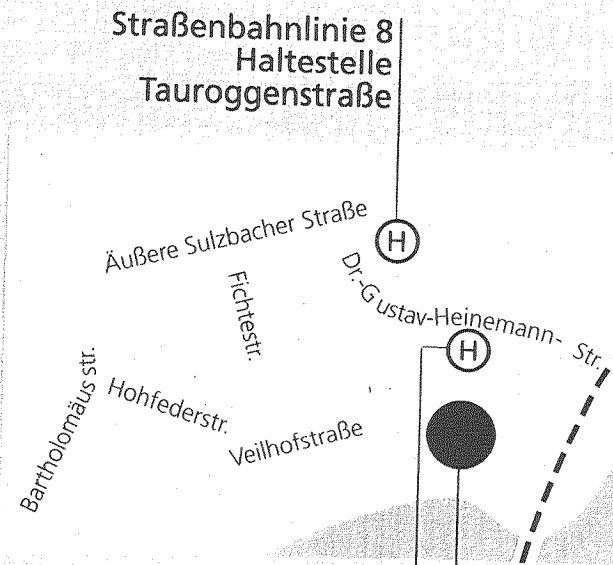 Straßenbahnlinie 8
Haltestelle
Tauroggenstraße
Äußere Sulzbacher Straße
H
Dr.-Gustav-Heinemann- Str.
H
Fichtestr.
Bartholomäus str.
Hohfederstr.
Veilhofstraße